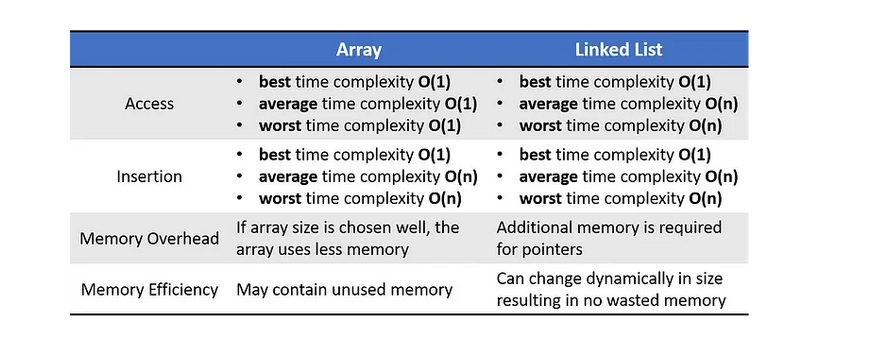 Array Linked List
Access
• best time complexity O(1)
• average time complexity O(1)
• worst time complexity O(1)
• best time complexity O(1)
• average time complexity O(n)
• worst time complexity O(n)
Insertion
• best time complexity O(1)
• average time complexity O(n)
• worst time complexity O(n)
• best time complexity O(1)
• average time complexity O(n)
• worst time complexity O(n)
Memory Overhead
If array size is chosen well, the
array uses less memory
Additional memory is required
for pointers
Memory Efficiency
May contain unused memory
Can change dynamically in size
resulting in no wasted memory